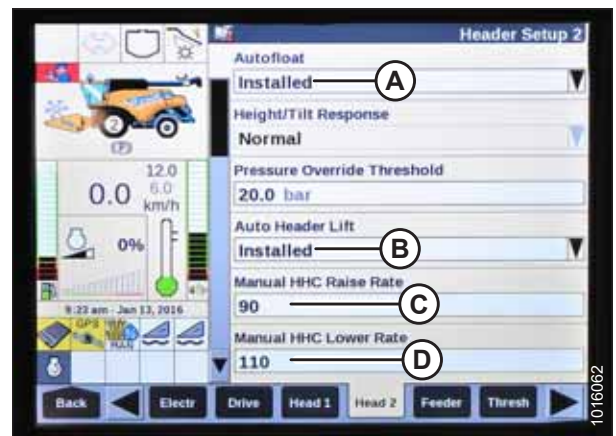 Header Setup 2
Autofloat
Installed
A
Height/Tilt Response
Normal
Pressure Override Threshold
20.0 bar
Auto Header Lift
Installed
B
Manual HHC Raise Rate
90
C
Manual HHC Lower Rate
110
D
2
(P)
12.0
0.0
6.0
km/h
0%
9:23 am - Jan 13, 2016
GPS
Back
Electr
Drive
Head 1
Head 2
Feeder
Thresh
1016062